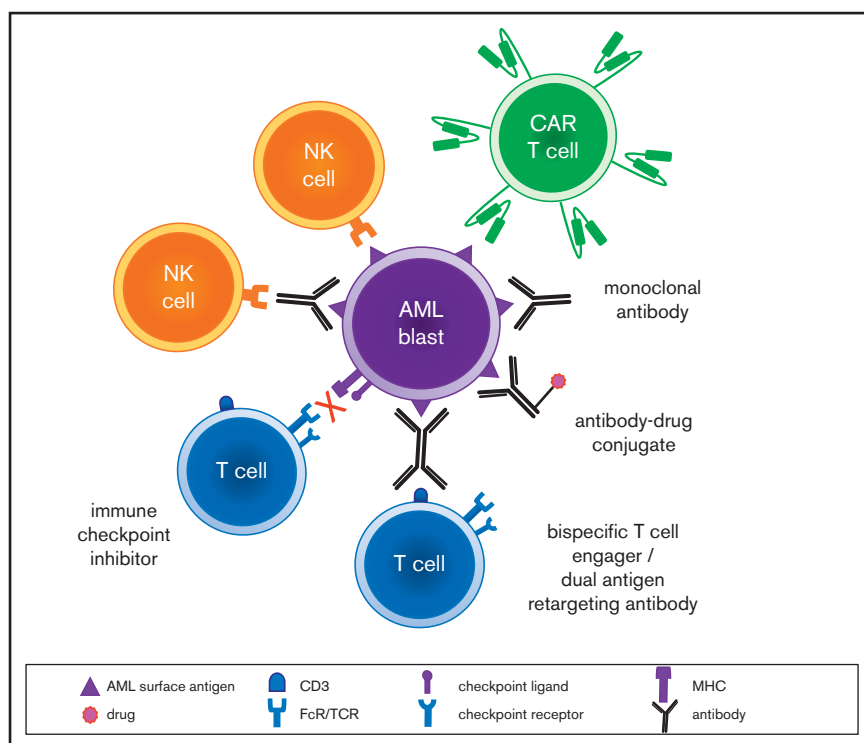 CAR
T cell
NK
cell
NK
cell
AML
blast
monoclonal
antibody
antibody-drug
conjugate
T cell
immune
checkpoint
inhibitor
T cell
bispecific T cell
engager /
dual antigen
retargeting antibody
AML surface antigen
CD3
checkpoint ligand
MHC
drug
FcR/TCR
checkpoint receptor
antibody